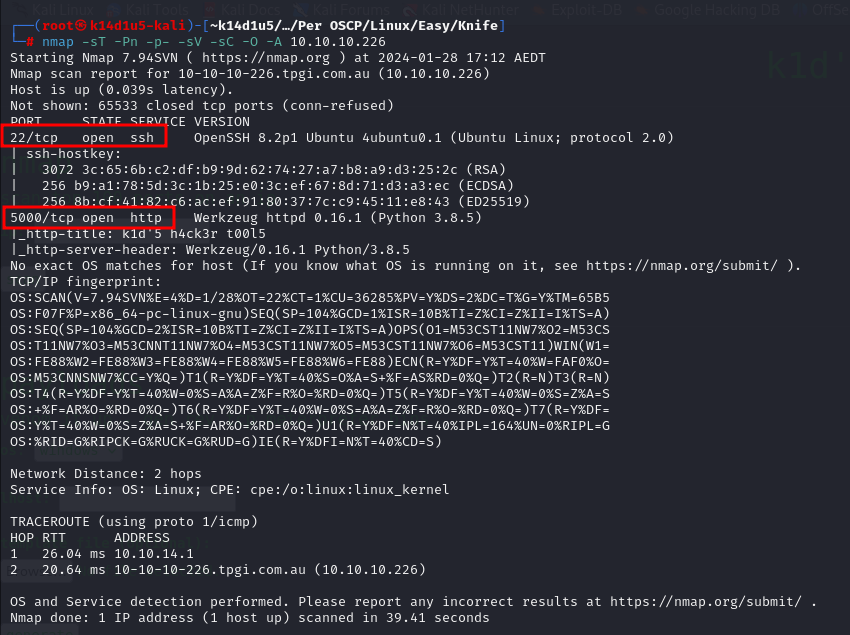 ┌──(root㉿k14d1u5-kali)-[~k14d1u5/…/Per OSCP/Linux/Easy/Knife]
└─# nmap -sT -Pn -p- -sV -sC -O -A 10.10.10.226
Starting Nmap 7.94SVN ( https://nmap.org ) at 2024-01-28 17:12 AEDT
Nmap scan report for 10-10-10-226.tpgi.com.au (10.10.10.226)
Host is up (0.039s latency).
Not shown: 65533 closed tcp ports (conn-refused)
PORT     STATE SERVICE VERSION
22/tcp   open  ssh     OpenSSH 8.2p1 Ubuntu 4ubuntu0.1 (Ubuntu Linux; protocol 2.0)
| ssh-hostkey:
|   3072 3c:65:6b:c2:df:b9:9d:62:74:27:a7:b8:a9:d3:25:2c (RSA)
|   256 b9:a1:78:5d:3c:1b:25:e0:3c:ef:67:8d:71:d3:a3:ec (ECDSA)
|_  256 8b:cf:41:82:c6:ac:ef:91:80:37:7c:c9:45:11:e8:43 (ED25519)
5000/tcp open  http    Werkzeug httpd 0.16.1 (Python 3.8.5)
|_http-title: k1d'5 h4ck3r t00l5
|_http-server-header: Werkzeug/0.16.1 Python/3.8.5
No exact OS matches for host (If you know what OS is running on it, see https://nmap.org/submit/ ).
TCP/IP fingerprint:
OS:SCAN(V=7.94SVN%E=4%D=1/28%OT=22%CT=1%CU=36285%PV=Y%DS=2%DC=T%G=Y%TM=65B5
OS:F07F%P=x86_64-pc-linux-gnu)SEQ(SP=104%GCD=1%ISR=10B%TI=Z%CI=Z%II=I%TS=A)
OS:SEQ(SP=104%GCD=2%ISR=10B%TI=Z%CI=Z%II=I%TS=A)OPS(O1=M53CST11NW7%O2=M53CS
OS:T11NW7%O3=M53CNNT11NW7%O4=M53CST11NW7%O5=M53CST11NW7%O6=M53CST11)WIN(W1=
OS:FE88%W2=FE88%W3=FE88%W4=FE88%W5=FE88%W6=FE88)ECN(R=Y%DF=Y%T=40%W=FAF0%O=
OS:M53CNNSNW7%CC=Y%Q=)T1(R=Y%DF=Y%T=40%S=O%A=S+%F=AS%RD=0%Q=)T2(R=N)T3(R=N)
OS:T4(R=Y%DF=Y%T=40%W=0%S=A%A=Z%F=R%O=%RD=0%Q=)T5(R=Y%DF=Y%T=40%W=0%S=Z%A=S
OS:+%F=AR%O=%RD=0%Q=)T6(R=Y%DF=Y%T=40%W=0%S=A%A=Z%F=R%O=%RD=0%Q=)T7(R=Y%DF=
OS:Y%T=40%W=0%S=Z%A=S+%F=AR%O=%RD=0%Q=)U1(R=Y%DF=N%T=40%IPL=164%UN=0%RIPL=G
OS:%RID=G%RIPCK=G%RUCK=G%RUD=G)IE(R=Y%DFI=N%T=40%CD=S)

Network Distance: 2 hops
Service Info: OS: Linux; CPE: cpe:/o:linux:linux_kernel

TRACEROUTE (using proto 1/icmp)
HOP RTT      ADDRESS
1   26.04 ms 10.10.14.1
2   20.64 ms 10-10-10-226.tpgi.com.au (10.10.10.226)

OS and Service detection performed. Please report any incorrect results at https://nmap.org/submit/ .
Nmap done: 1 IP address (1 host up) scanned in 39.41 seconds